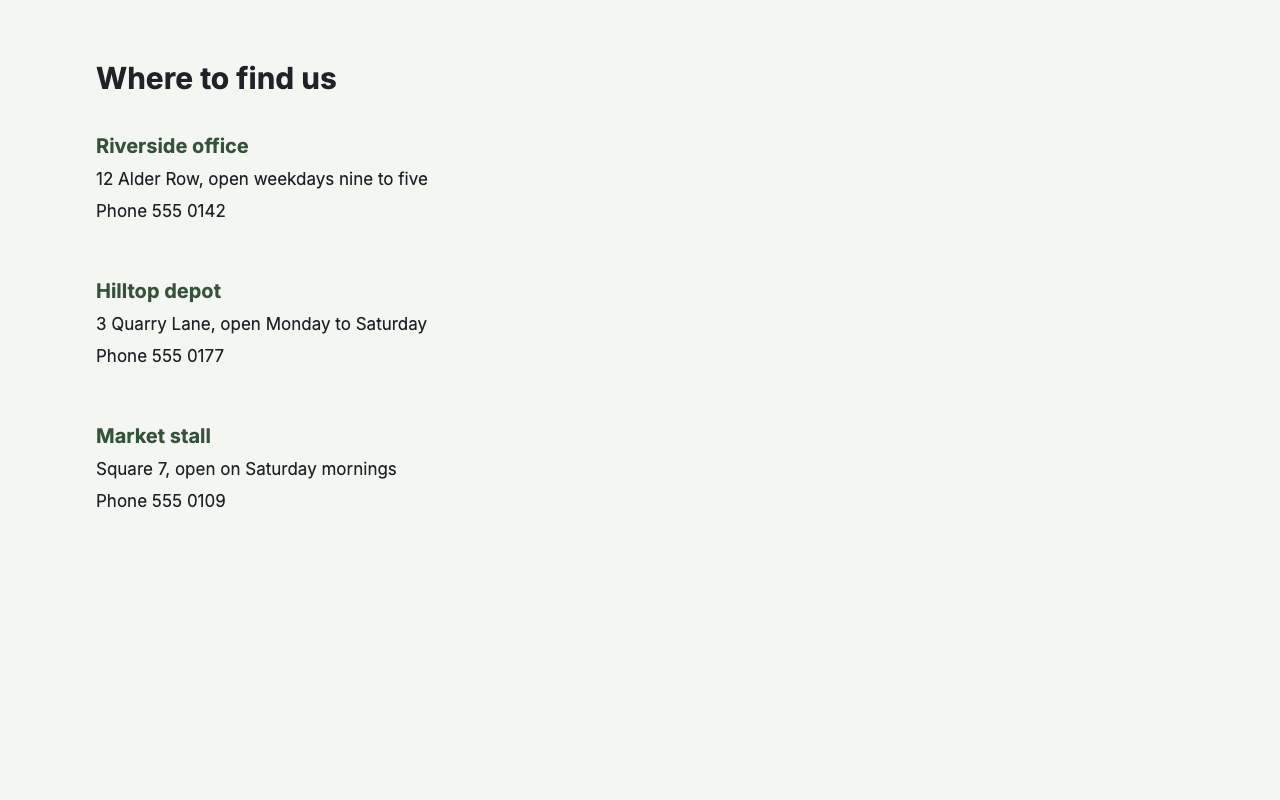 Where to find us
Riverside office
12 Alder Row, open weekdays nine to five
Phone 555 0142
Hilltop depot
3 Quarry Lane, open Monday to Saturday
Phone 555 0177
Market stall
Square 7, open on Saturday mornings
Phone 555 0109